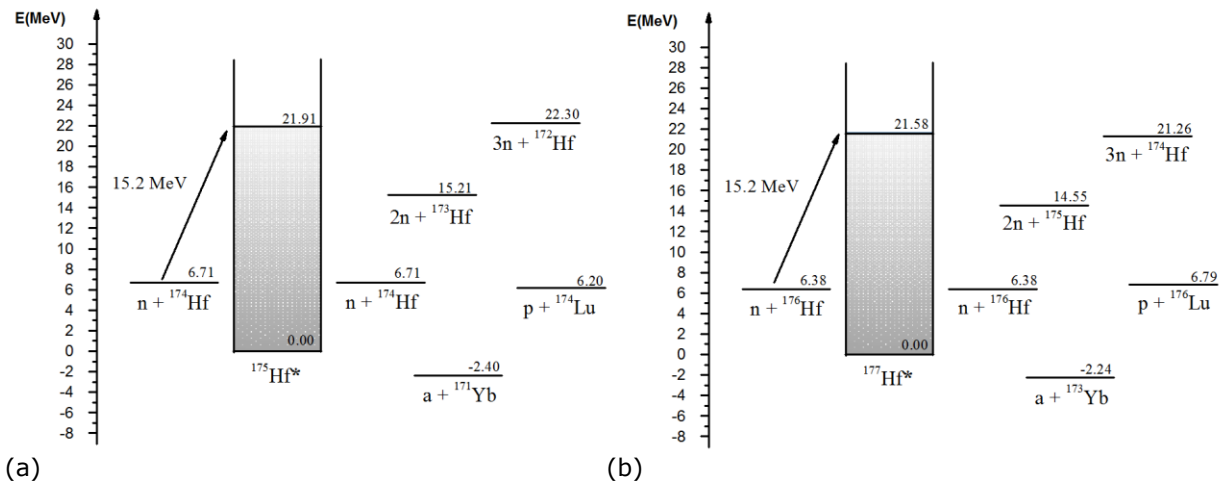 E(MeV)
30
28
26
24
22
20
18
16
14
12
10
8
6
4
2
0
-2
-4
-6
-8
15.2 MeV
6.71
n + ¹⁷⁴Hf
21.91
0.00
¹⁷⁵Hf*
6.71
n + ¹⁷⁴Hf
15.21
2n + ¹⁷³Hf
22.30
3n + ¹⁷²Hf
6.20
p + ¹⁷⁴Lu
-2.40
a + ¹⁷¹Yb
(a)
E(MeV)
30
28
26
24
22
20
18
16
14
12
10
8
6
4
2
0
-2
-4
-6
-8
15.2 MeV
6.38
n + ¹⁷⁶Hf
21.58
0.00
¹⁷⁷Hf*
6.38
n + ¹⁷⁶Hf
14.55
2n + ¹⁷⁵Hf
21.26
3n + ¹⁷⁴Hf
6.79
p + ¹⁷⁶Lu
-2.24
a + ¹⁷³Yb
(b)